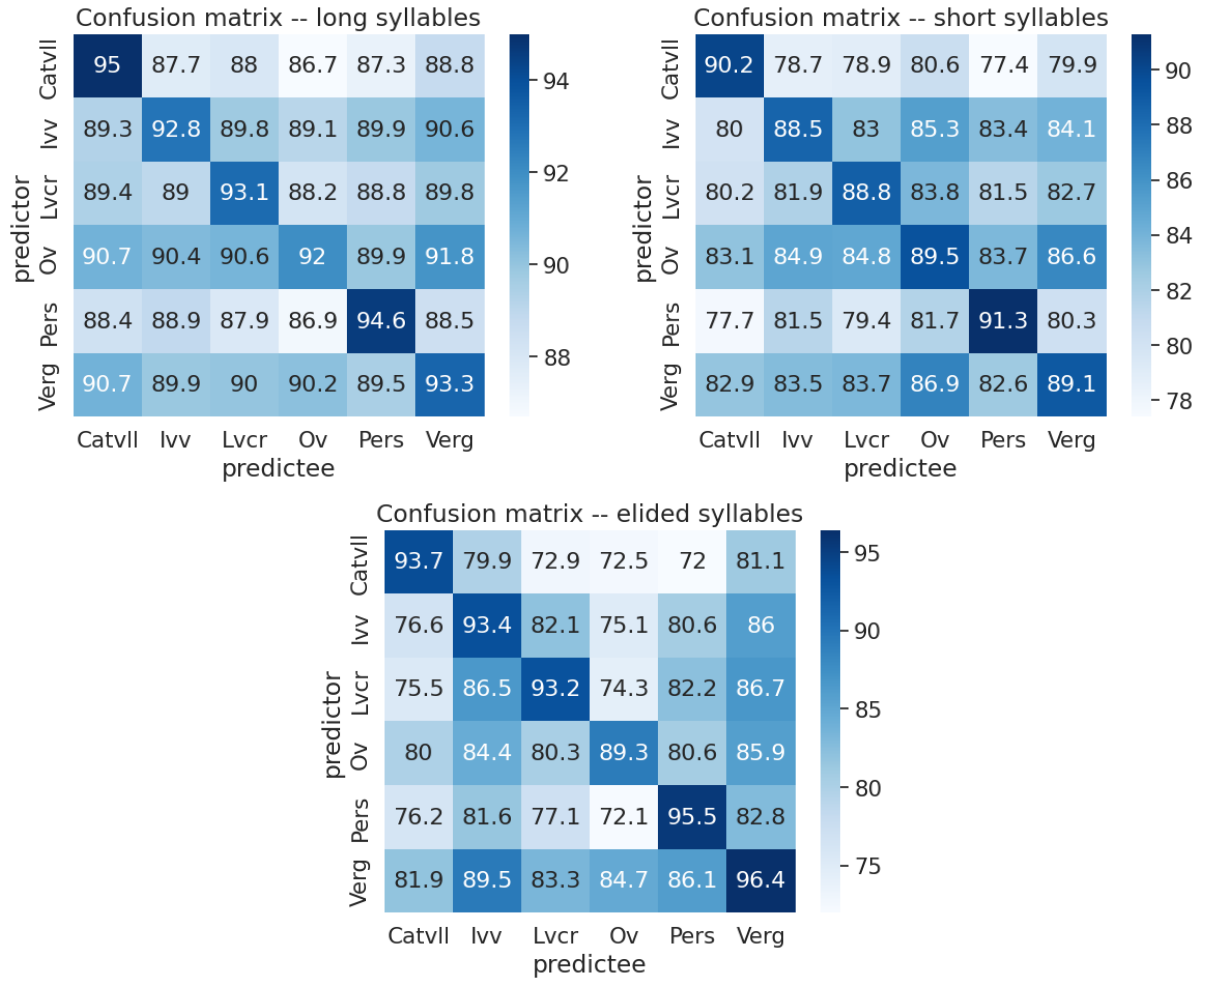 Confusion matrix -- long syllables
predictor
Catvll 95 87.7 88 86.7 87.3 88.8
Ivv 89.3 92.8 89.8 89.1 89.9 90.6
Lvcr 89.4 89 93.1 88.2 88.8 89.8
Ov 90.7 90.4 90.6 92 89.9 91.8
Pers 88.4 88.9 87.9 86.9 94.6 88.5
Verg 90.7 89.9 90 90.2 89.5 93.3
Catvll Ivv Lvcr Ov Pers Verg
predictee
94
92
90
88
Confusion matrix -- short syllables
predictor
Catvll 90.2 78.7 78.9 80.6 77.4 79.9
Ivv 80 88.5 83 85.3 83.4 84.1
Lvcr 80.2 81.9 88.8 83.8 81.5 82.7
Ov 83.1 84.9 84.8 89.5 83.7 86.6
Pers 77.7 81.5 79.4 81.7 91.3 80.3
Verg 82.9 83.5 83.7 86.9 82.6 89.1
Catvll Ivv Lvcr Ov Pers Verg
predictee
90
88
86
84
82
80
78
Confusion matrix -- elided syllables
predictor
Catvll 93.7 79.9 72.9 72.5 72 81.1
Ivv 76.6 93.4 82.1 75.1 80.6 86
Lvcr 75.5 86.5 93.2 74.3 82.2 86.7
Ov 80 84.4 80.3 89.3 80.6 85.9
Pers 76.2 81.6 77.1 72.1 95.5 82.8
Verg 81.9 89.5 83.3 84.7 86.1 96.4
Catvll Ivv Lvcr Ov Pers Verg
predictee
95
90
85
80
75